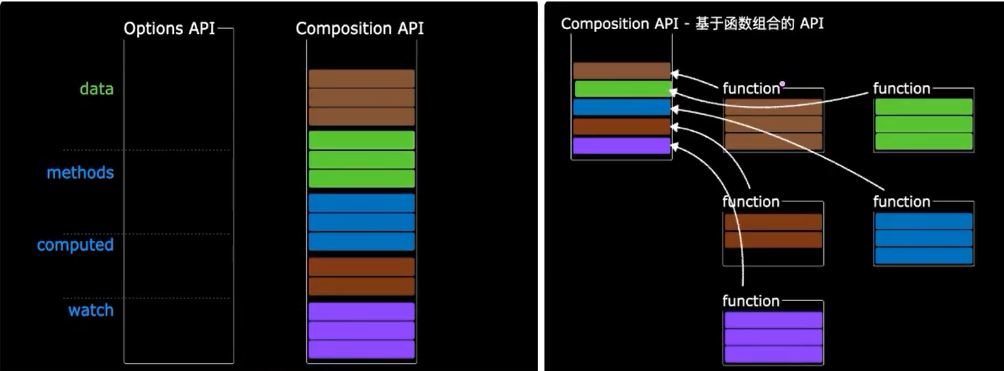 Options API
Composition API
data
methods
computed
watch
Composition API - 基于函数组合的 API
function
function
function
function
function